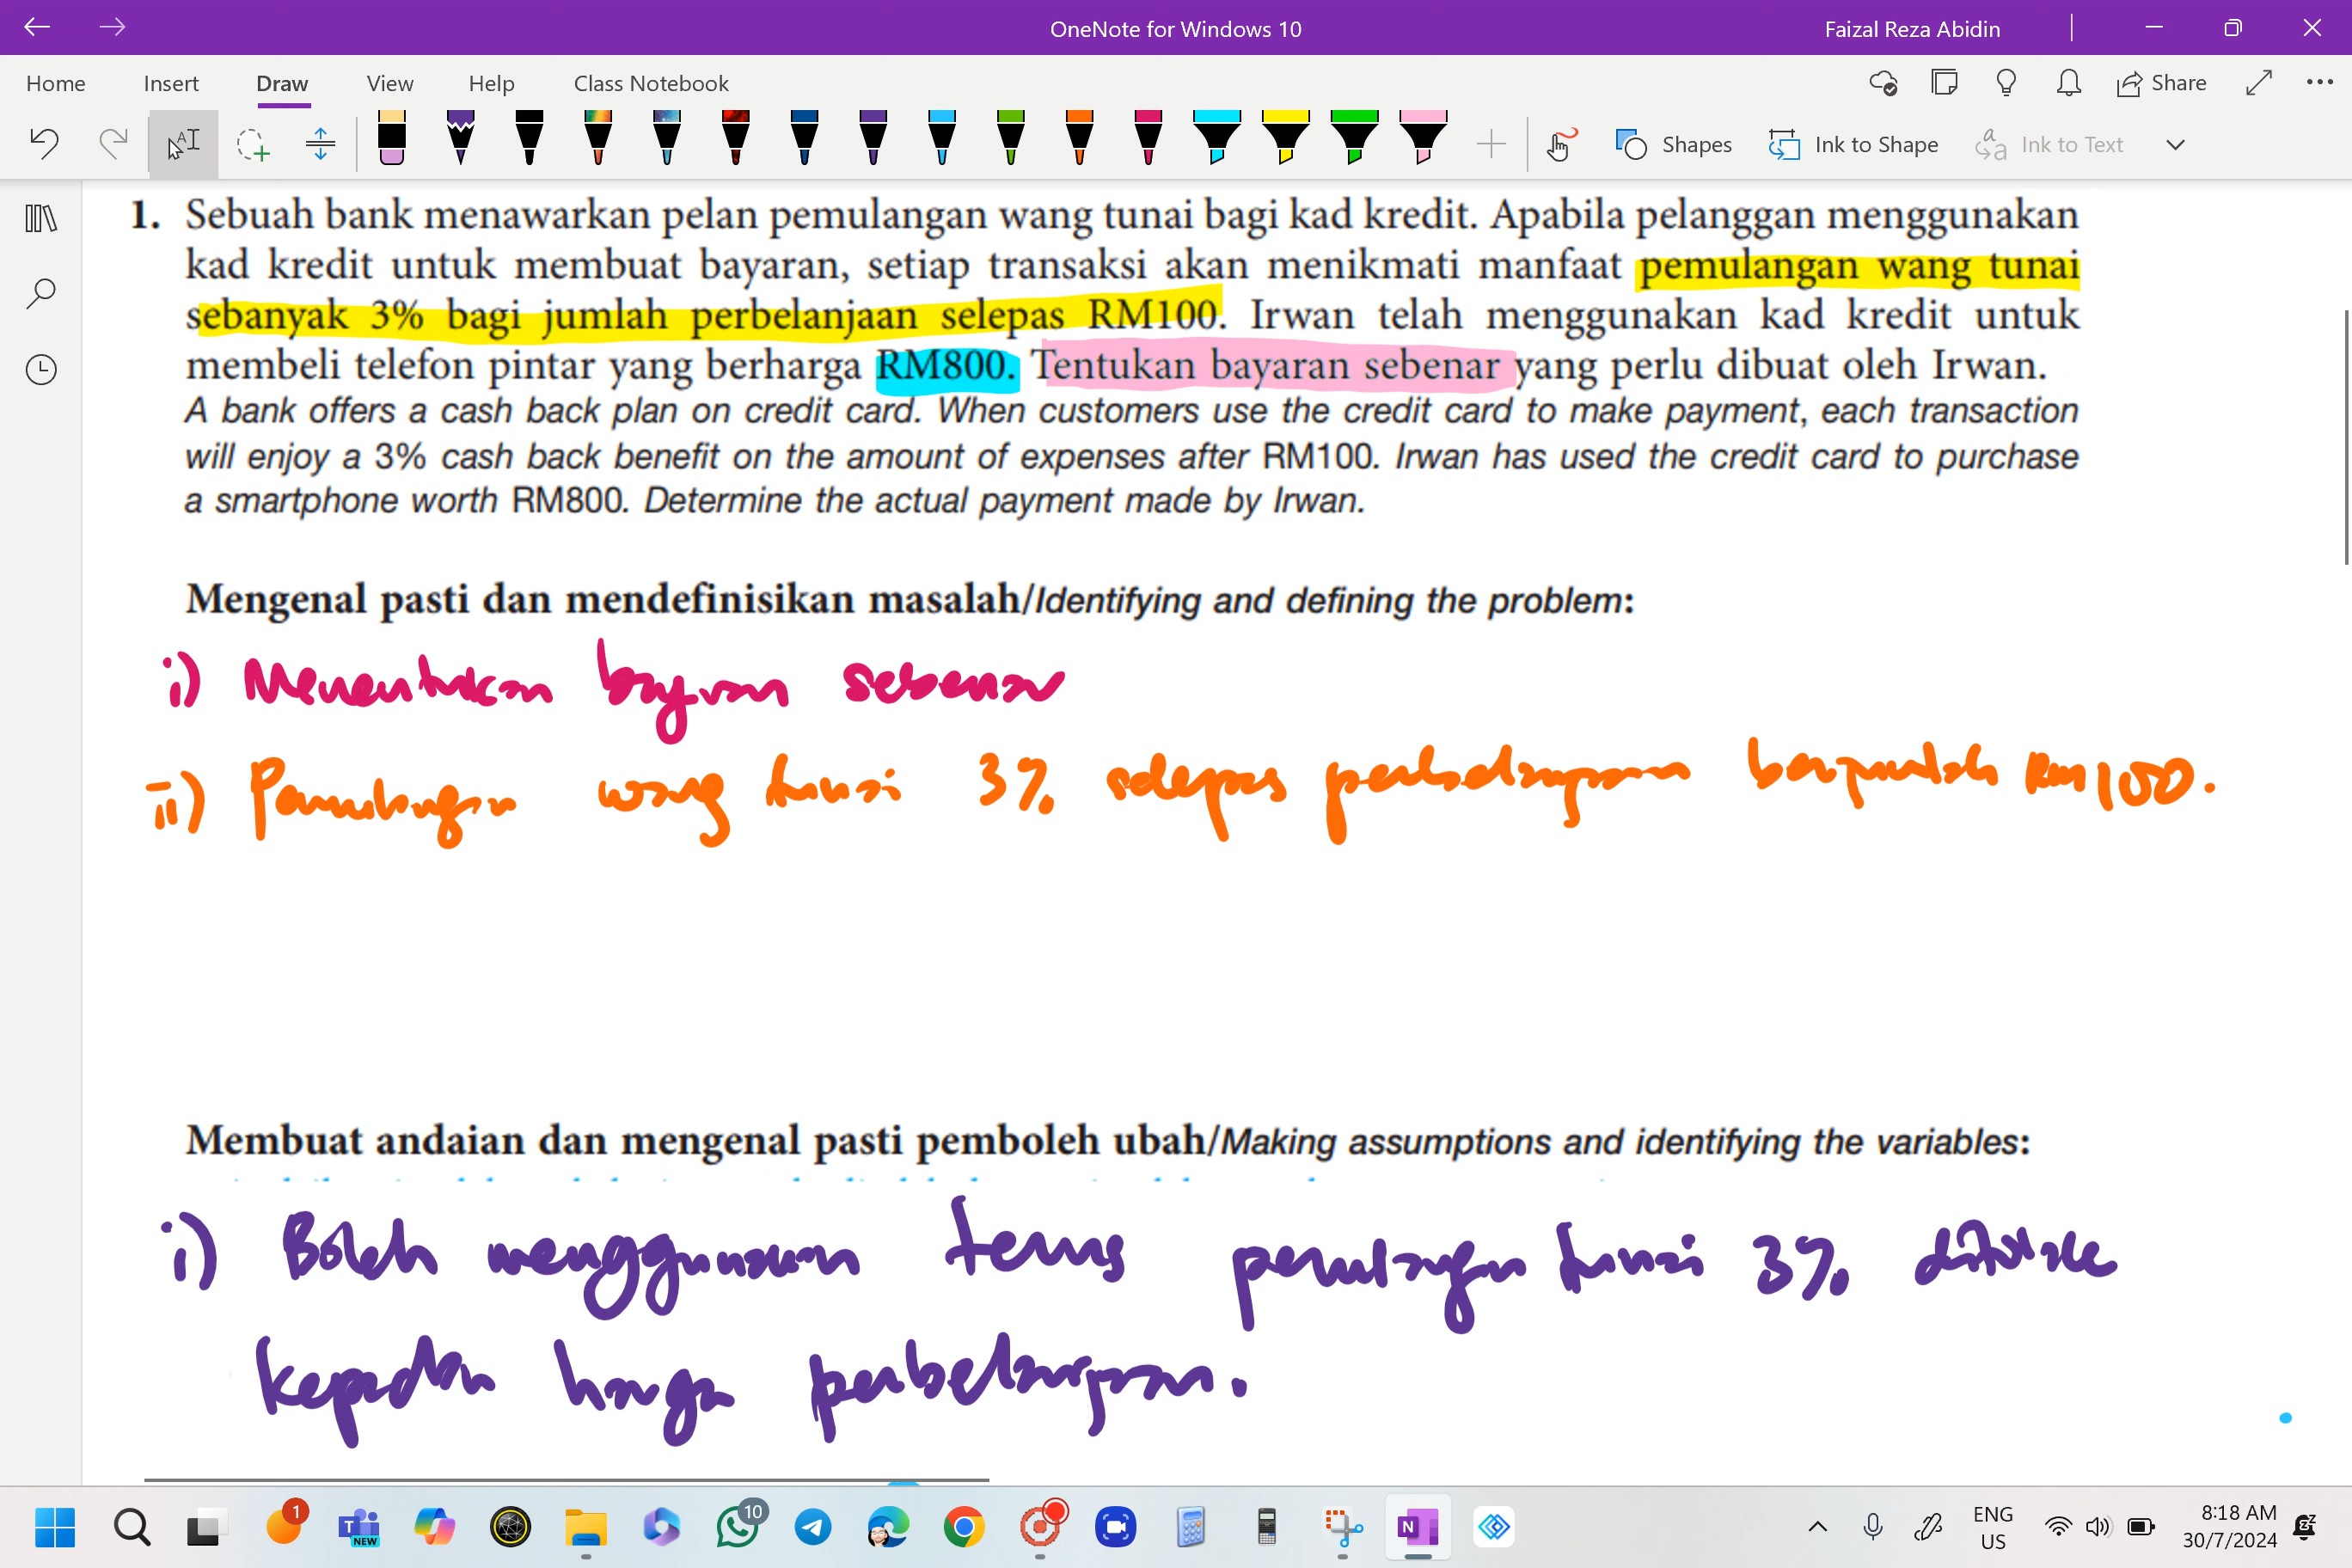 OneNote for Windows 10
Faizal Reza Abidin
Home Insert Draw View Help Class Notebook Share
Shapes Ink to Shape Ink to Text
1. Sebuah bank menawarkan pelan pemulangan wang tunai bagi kad kredit. Apabila pelanggan menggunakan
kad kredit untuk membuat bayaran, setiap transaksi akan menikmati manfaat pemulangan wang tunai
sebanyak 3% bagi jumlah perbelanjaan selepas RM100. Irwan telah menggunakan kad kredit untuk
membeli telefon pintar yang berharga RM800. Tentukan bayaran sebenar yang perlu dibuat oleh Irwan.
A bank offers a cash back plan on credit card. When customers use the credit card to make payment, each transaction
will enjoy a 3% cash back benefit on the amount of expenses after RM100. Irwan has used the credit card to purchase
a smartphone worth RM800. Determine the actual payment made by Irwan.
Mengenal pasti dan mendefinisikan masalah/Identifying and defining the problem:
i) Menentukan bayaran sebenar
ii) Pemulangan wang tunai 3% selepas perbelanjaan RM100.
Membuat andaian dan mengenal pasti pemboleh ubah/Making assumptions and identifying the variables:
i) Boleh menggunakan terus pemulangan tunai 3% ditolak
kepada harga perbelanjaan.
1
NEW
10
N
ENG
US
8:18 AM
30/7/2024